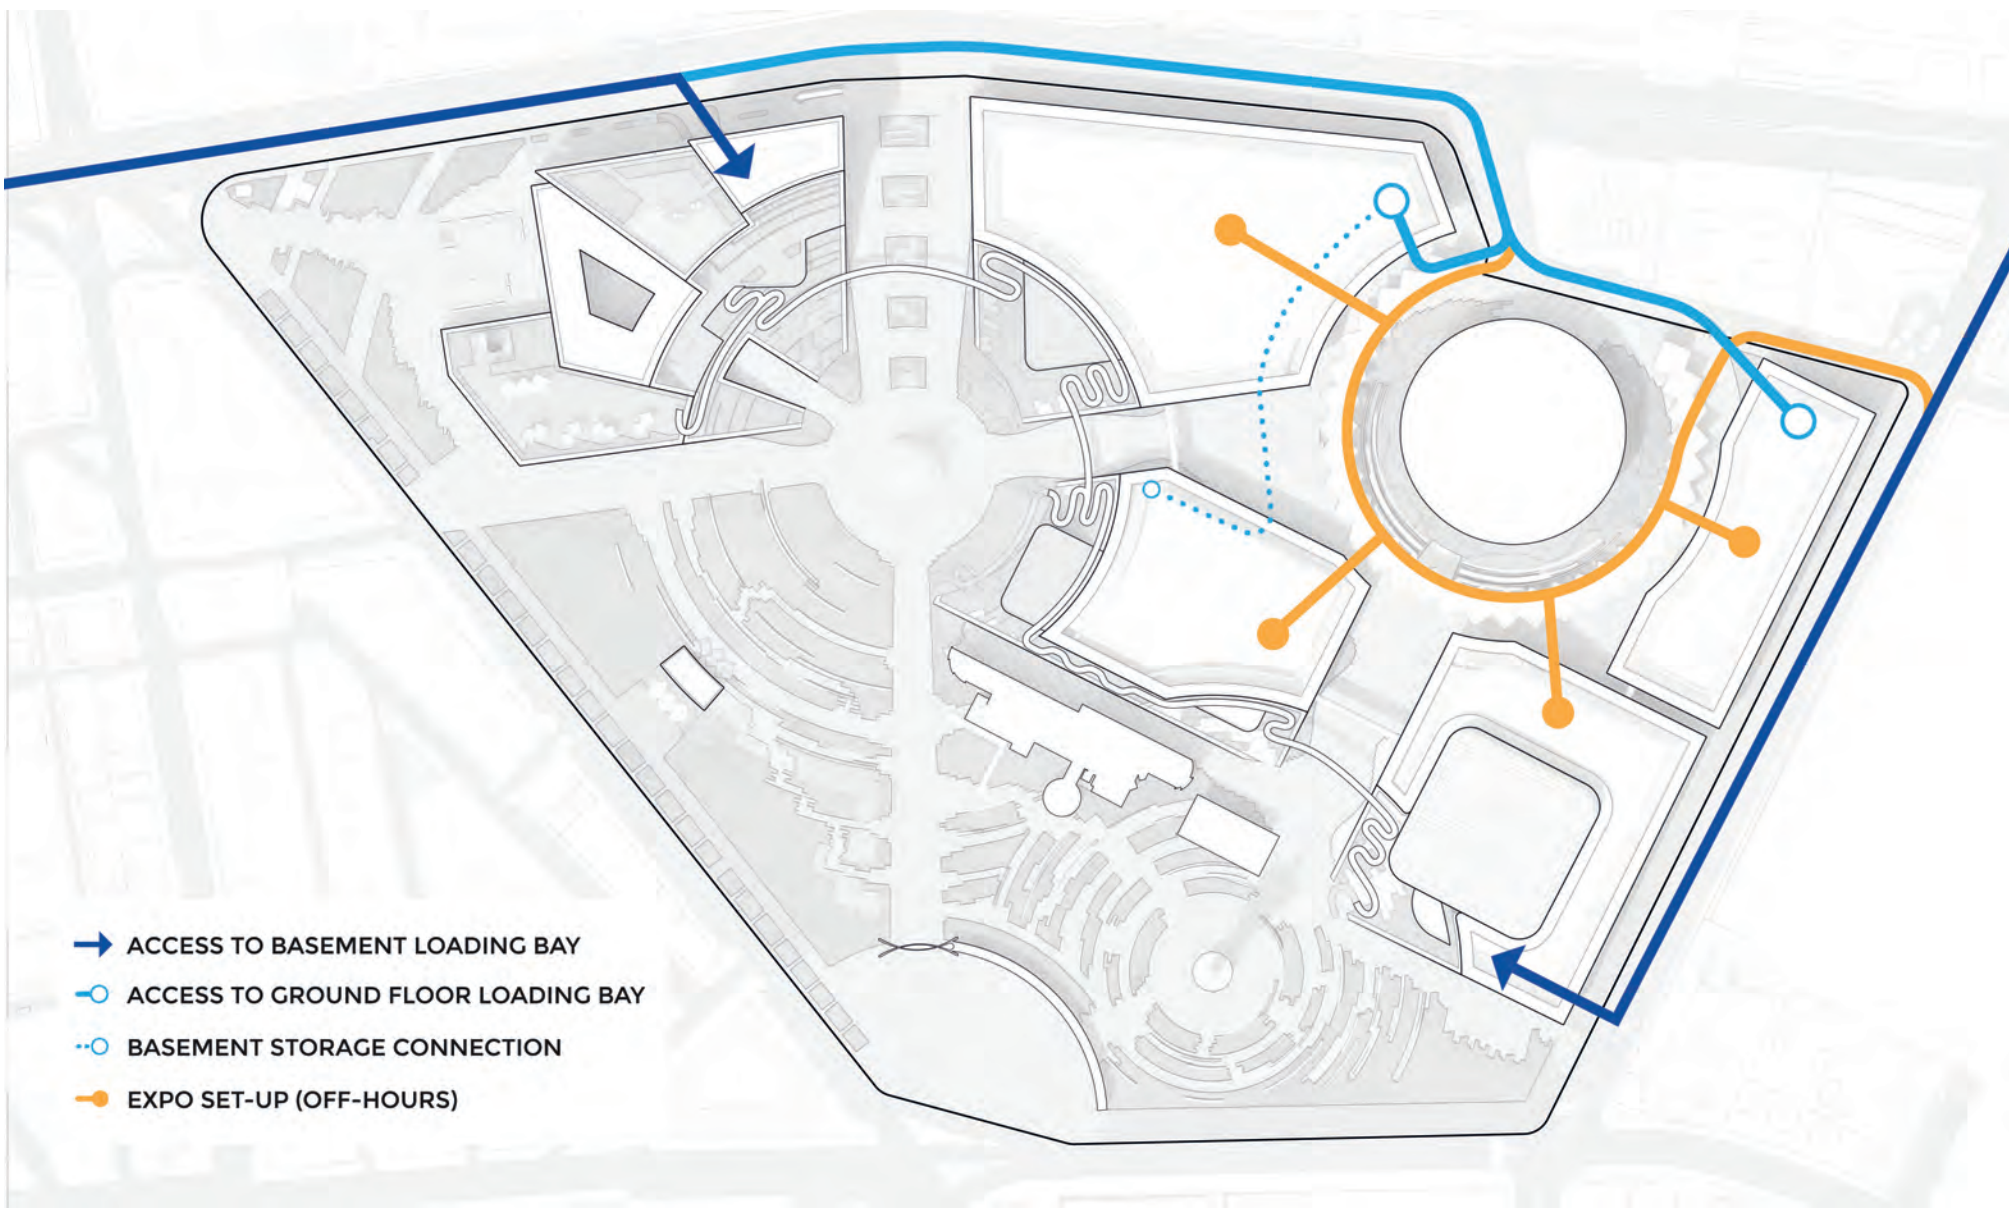 ACCESS TO BASEMENT LOADING BAY
ACCESS TO GROUND FLOOR LOADING BAY
BASEMENT STORAGE CONNECTION
EXPO SET-UP (OFF-HOURS)